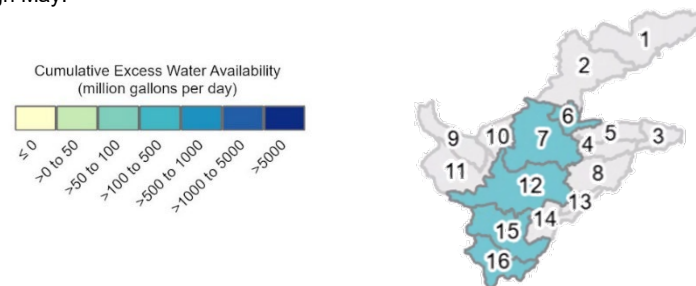 gh May.
Cumulative Excess Water Availability
(million gallons per day)
≤ 0
>0 to 50
>50 to 100
>100 to 500
>500 to 1000
>1000 to 5000
>5000
1
2
3
4
5
6
7
8
9
10
11
12
13
14
15
16